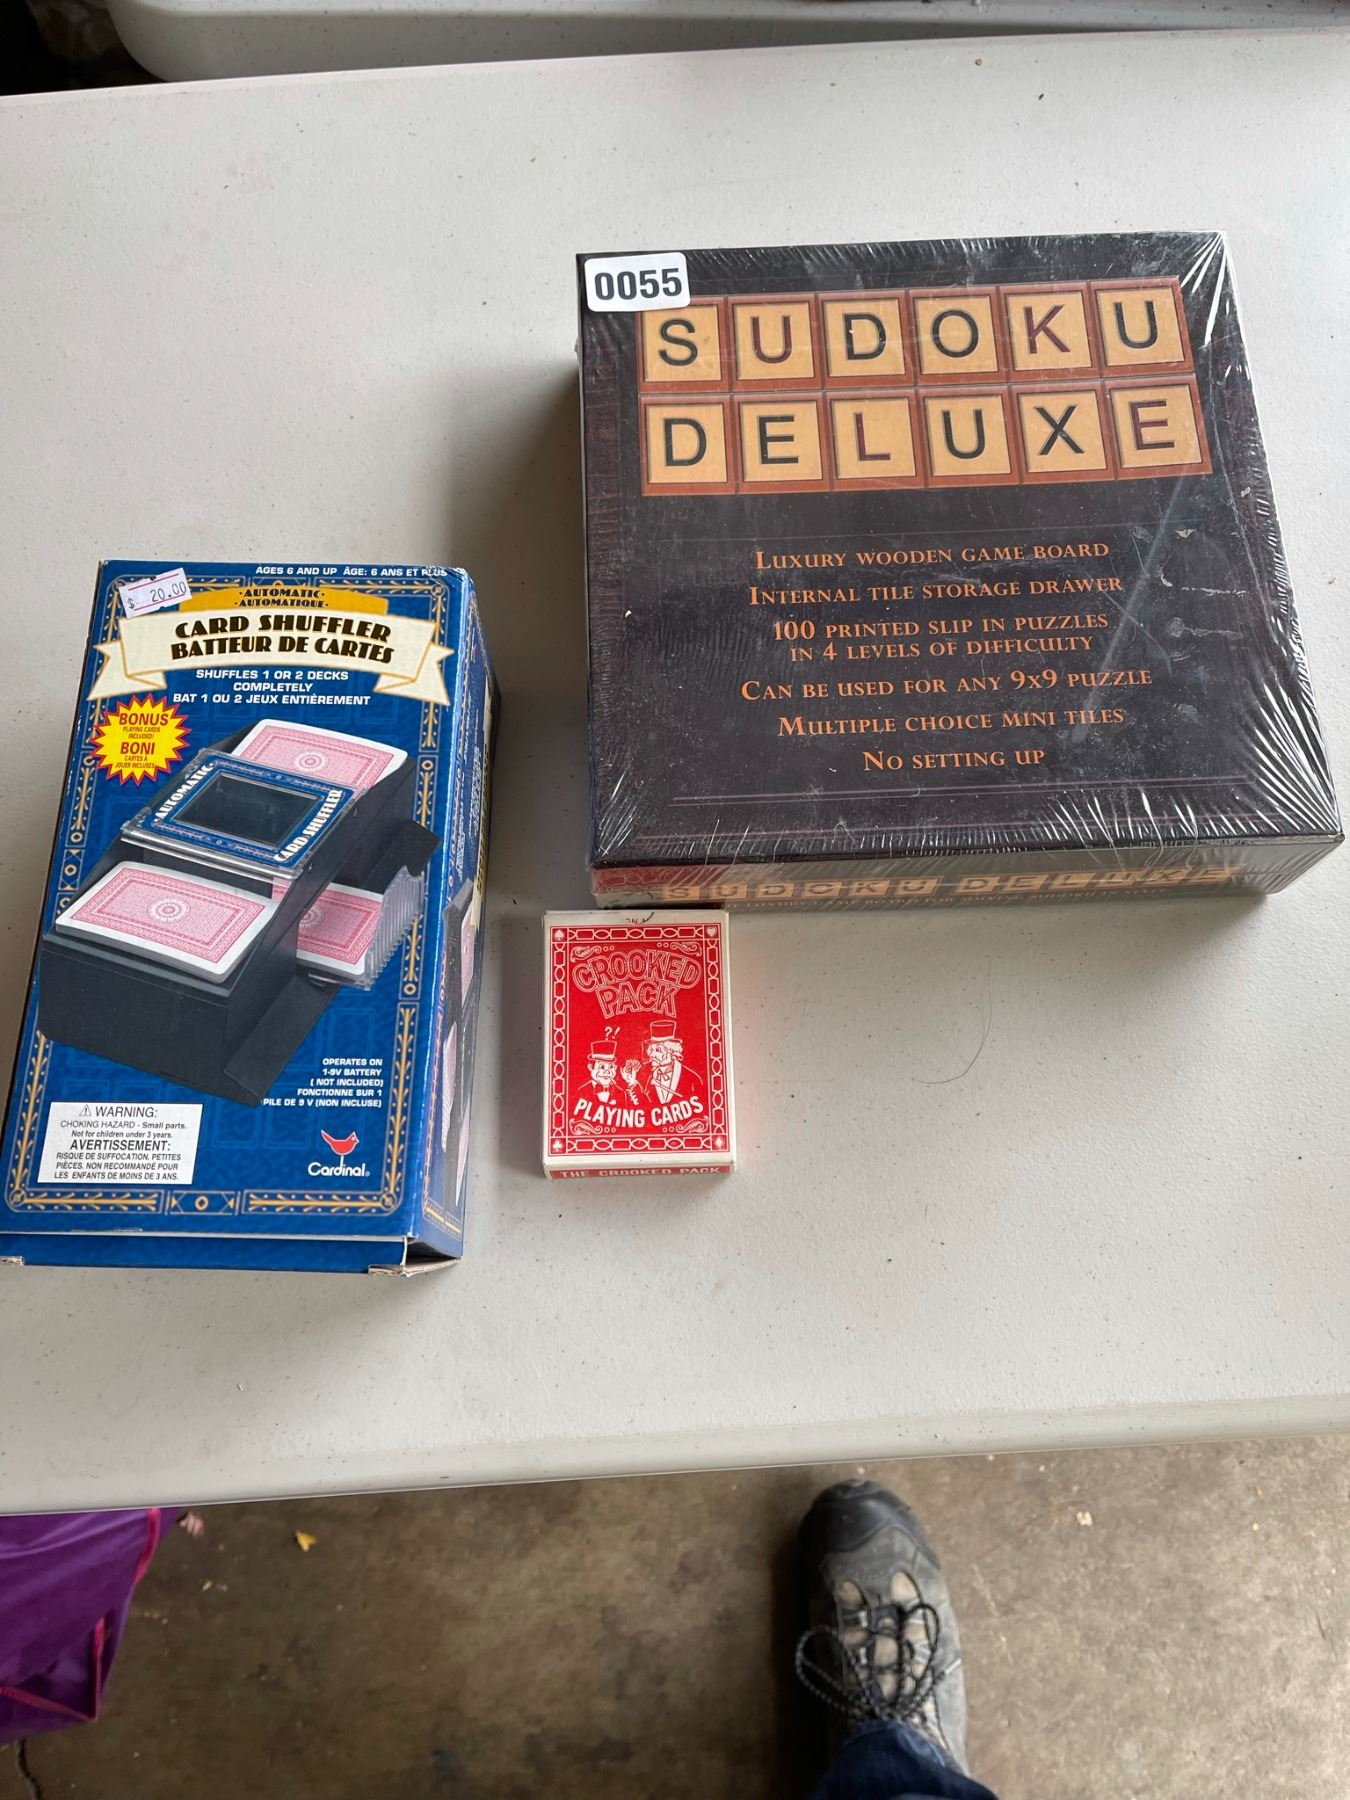 0055
SUDOKU
DELUXE
LUXURY WOODEN GAME BOARD
INTERNAL TILE STORAGE DRAWER
100 PRINTED SLIP IN PUZZLES
IN 4 LEVELS OF DIFFICULTY
CAN BE USED FOR ANY 9X9 PUZZLE
MULTIPLE CHOICE MINI TILES
NO SETTING UP
SUDOKU DELUXE
AGES 6 AND UP ÂGE: 6 ANS ET PLUS
$ 20.00
·AUTOMATIC·
·AUTOMATIQUE·
CARD SHUFFLER
BATTEUR DE CARTES
SHUFFLES 1 OR 2 DECKS
COMPLETELY
BAT 1 OU 2 JEUX ENTIÈREMENT
BONUS
PLAYING CARDS
INCLUDED!
BONI
CARTES À
JOUER INCLUSES
·AUTOMATIC·
CARD SHUFFLER
OPERATES ON
1-9V BATTERY
( NOT INCLUDED)
FONCTIONNE SUR 1
PILE DE 9 V (NON INCLUSE)
⚠ WARNING:
CHOKING HAZARD - Small parts.
Not for children under 3 years.
AVERTISSEMENT:
RISQUE DE SUFFOCATION. PETITES
PIÈCES. NON RECOMMANDÉ POUR
LES ENFANTS DE MOINS DE 3 ANS.
Cardinal®
CROOKED
PACK
?!
PLAYING CARDS
THE CROOKED PACK